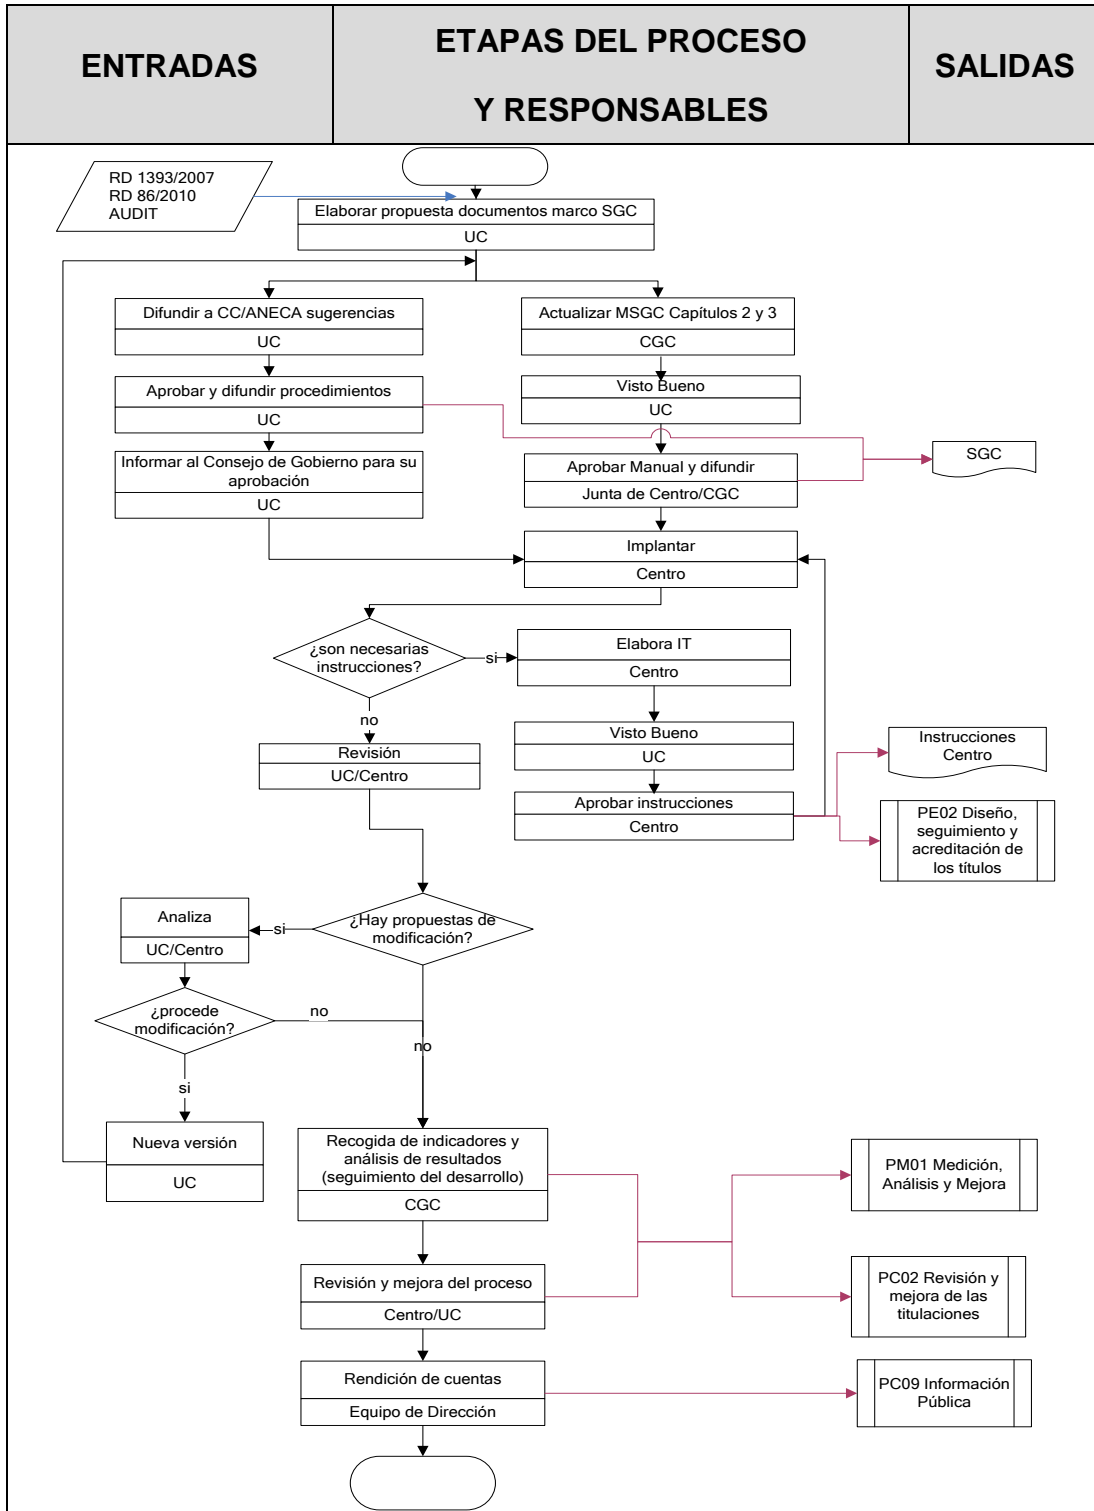 ENTRADAS
ETAPAS DEL PROCESO
Y RESPONSABLES
SALIDAS
RD 1393/2007
RD 86/2010
AUDIT
Elaborar propuesta documentos marco SGC
UC
Difundir a CC/ANECA sugerencias
UC
Actualizar MSGC Capítulos 2 y 3
CGC
Aprobar y difundir procedimientos
UC
Visto Bueno
UC
Informar al Consejo de Gobierno para su
aprobación
UC
Aprobar Manual y difundir
Junta de Centro/CGC
SGC
Implantar
Centro
¿son necesarias
instrucciones?
si
Elabora IT
Centro
no
Revisión
UC/Centro
Visto Bueno
UC
Aprobar instrucciones
Centro
Instrucciones
Centro
PE02 Diseño,
seguimiento y
acreditación de
los títulos
¿Hay propuestas de
modificación?
si
Analiza
UC/Centro
¿procede
modificación?
no
no
si
Nueva versión
UC
Recogida de indicadores y
análisis de resultados
(seguimiento del desarrollo)
CGC
PM01 Medición,
Análisis y Mejora
Revisión y mejora del proceso
Centro/UC
PC02 Revisión y
mejora de las
titulaciones
Rendición de cuentas
Equipo de Dirección
PC09 Información
Pública